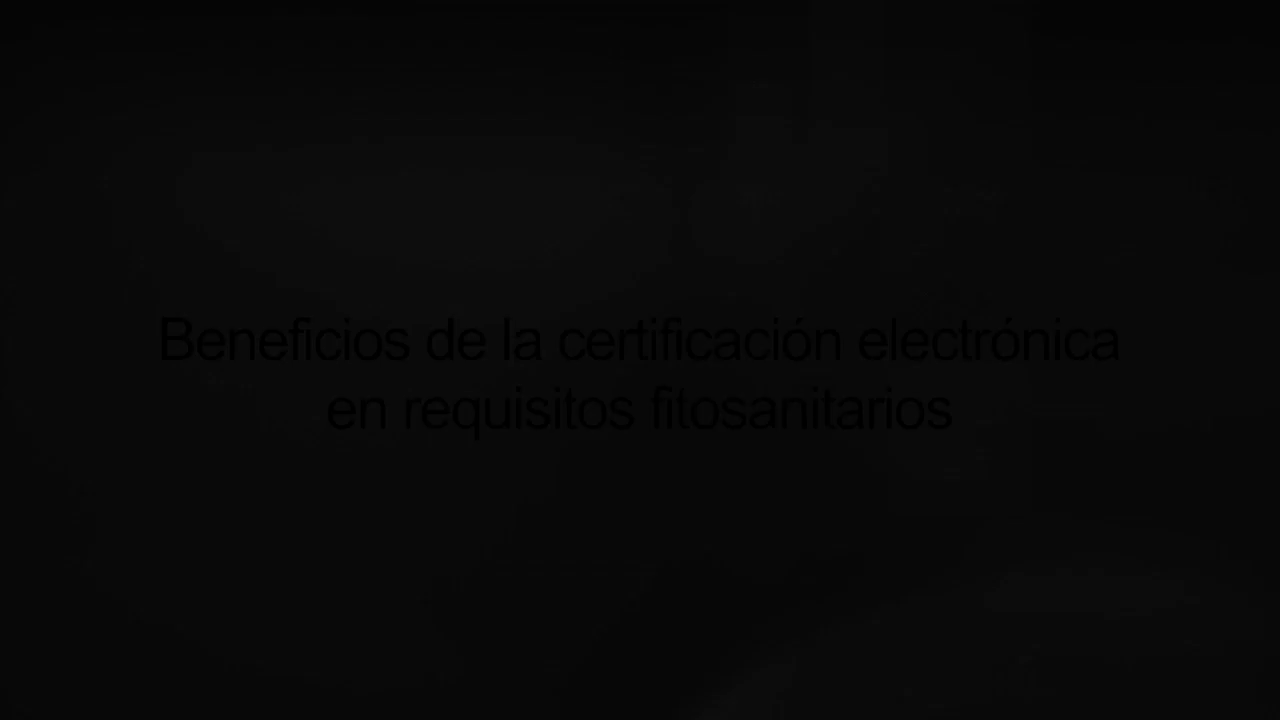 Beneficios de la certificación electrónica
en requisitos fitosanitarios